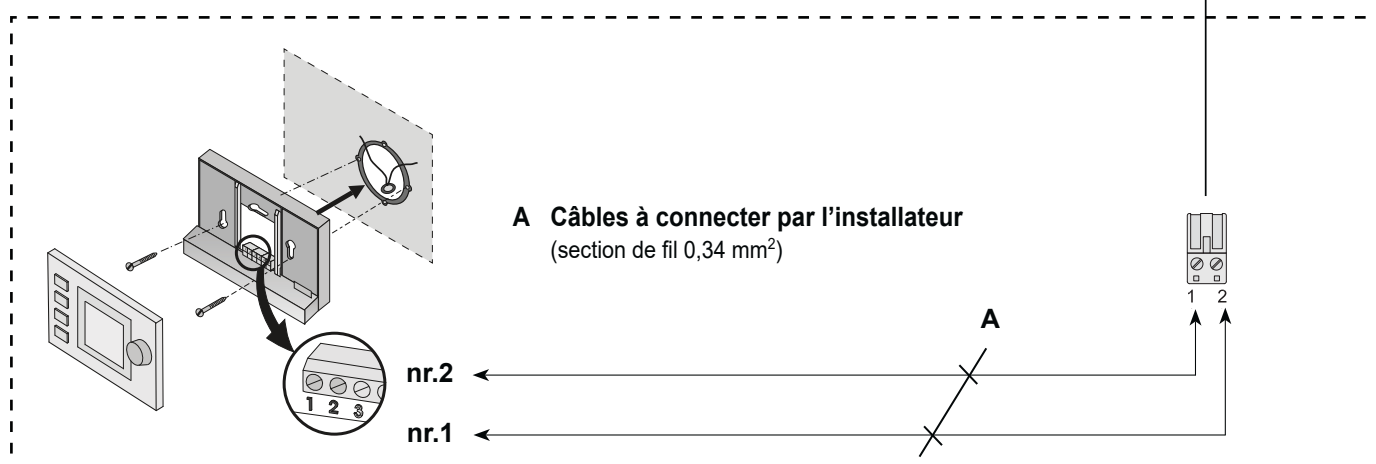 A Câbles à connecter par l’installateur
(section de fil 0,34 mm²)
1 2
A
nr.2
1 2 3
nr.1